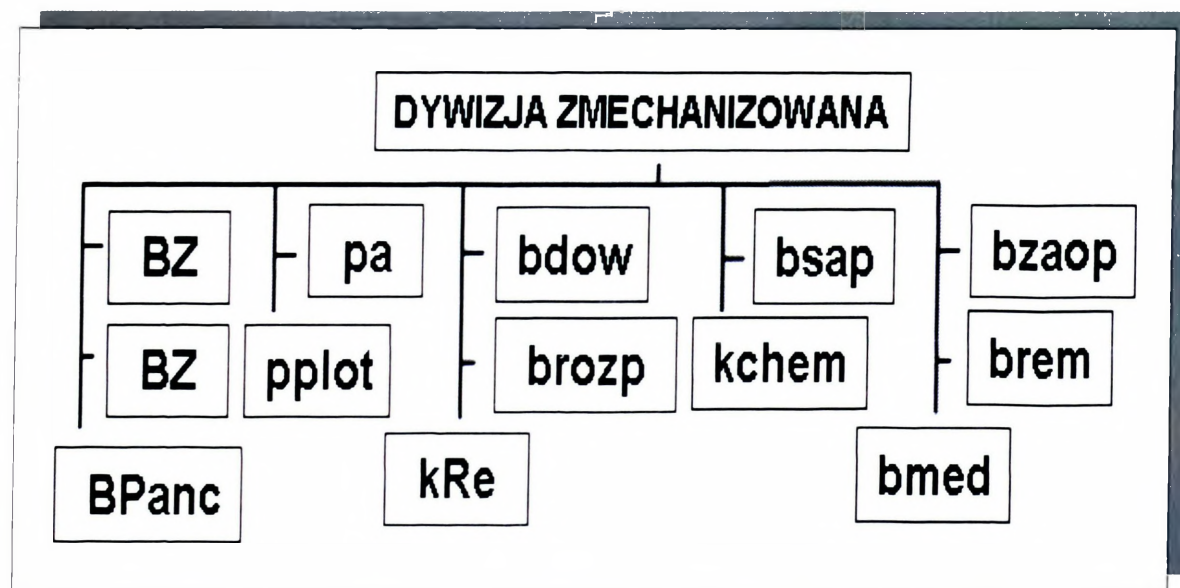 DYWIZJA ZMECHANIZOWANA
BZ
pa
bdow
bsap
bzaop
BZ
pplot
brozp
kchem
brem
BPanc
kRe
bmed